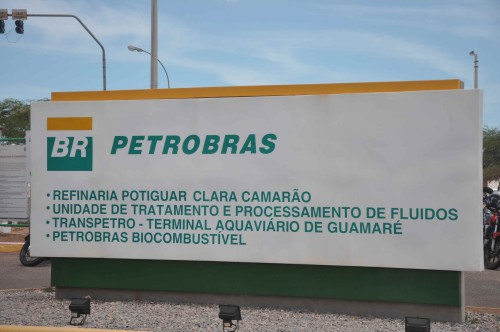 BR PETROBRAS
• REFINARIA POTIGUAR CLARA CAMARÃO
• UNIDADE DE TRATAMENTO E PROCESSAMENTO DE FLUIDOS
• TRANSPETRO - TERMINAL AQUAVIÁRIO DE GUAMARÉ
• PETROBRAS BIOCOMBUSTÍVEL